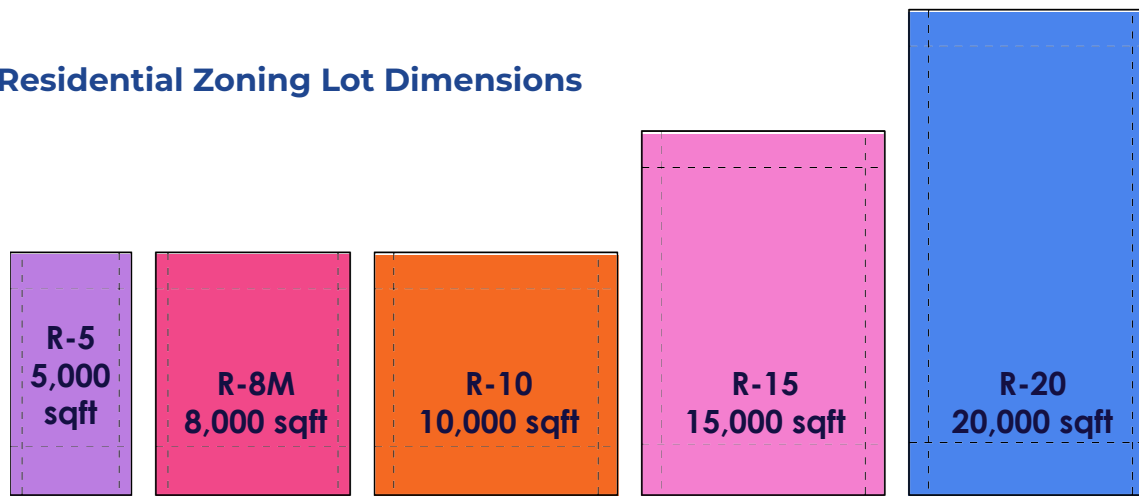 Residential Zoning Lot Dimensions
R-5
5,000
sqft
R-8M
8,000 sqft
R-10
10,000 sqft
R-15
15,000 sqft
R-20
20,000 sqft